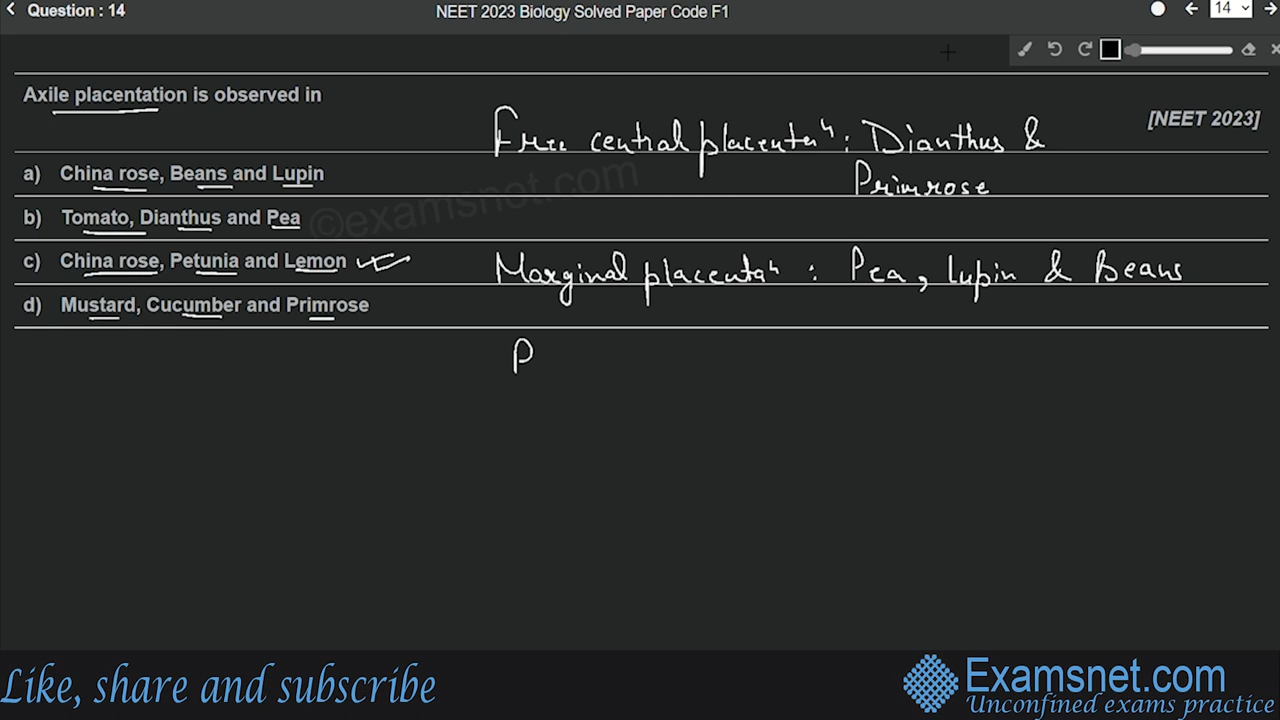 Question : 14
NEET 2023 Biology Solved Paper Code F1
14
Axile placentation is observed in
[NEET 2023]
Free central placentatⁿ : Dianthus &
Primrose
a) China rose, Beans and Lupin
b) Tomato, Dianthus and Pea
©examsnet.com
c) China rose, Petunia and Lemon
Marginal placentatⁿ : Pea, lupin & Beans
d) Mustard, Cucumber and Primrose
P
Like, share and subscribe
Examsnet.com
Unconfined exams practice